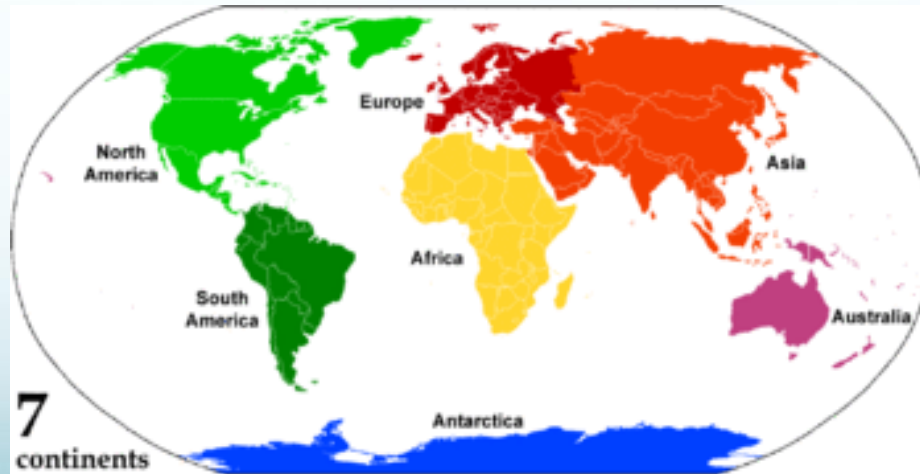 Europe
North
America
Asia
Africa
South
America
Australia
Antarctica
7
continents